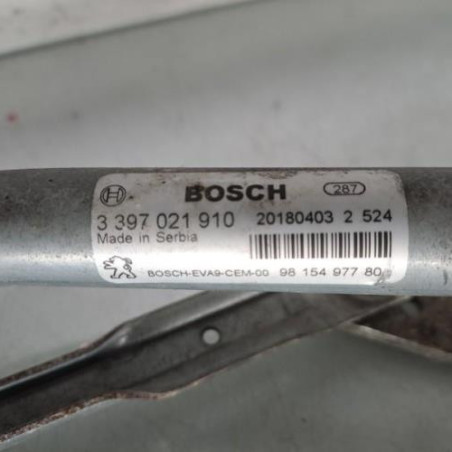 BOSCH 287
3 397 021 910 20180403 2 524
Made in Serbia
BOSCH-EVA9-CEM-00 98 154 977 80